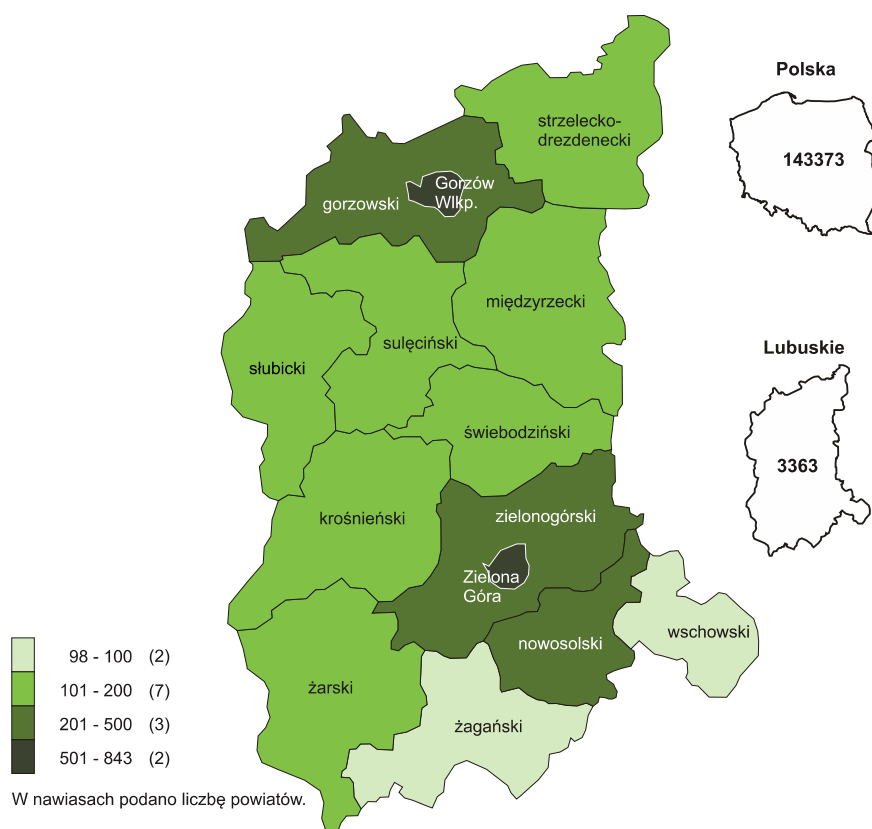 Polska
143373
strzelecko-
drezdenecki
Gorzów
Wlkp.
gorzowski
międzyrzecki
sulęciński
słubicki
Lubuskie
3363
świebodziński
krośnieński
zielonogórski
Zielona
Góra
nowosolski
wschowski
żarski
żagański
98 - 100 (2)
101 - 200 (7)
201 - 500 (3)
501 - 843 (2)
W nawiasach podano liczbę powiatów.